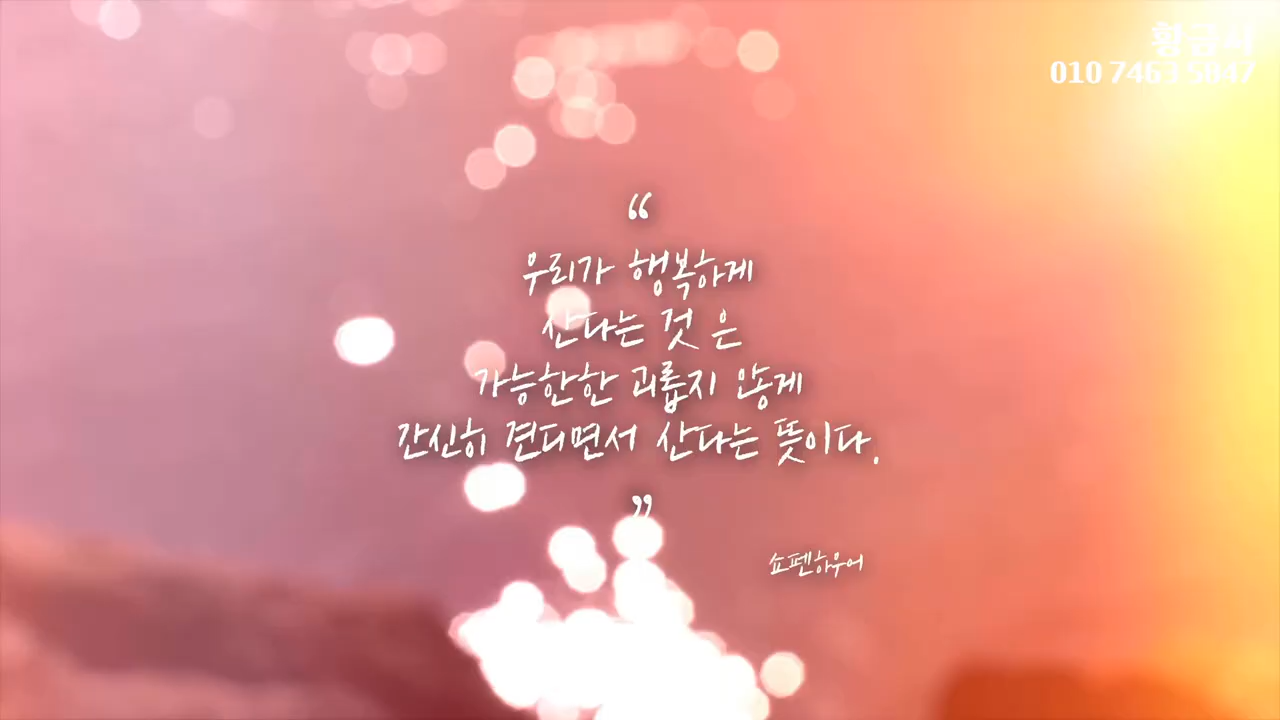 황금시
010 7463 5847
“
우리가 행복하게
산다는 것 은
가능한한 괴롭지 않게
간신히 견디면서 산다는 뜻이다.
”
쇼펜하우어